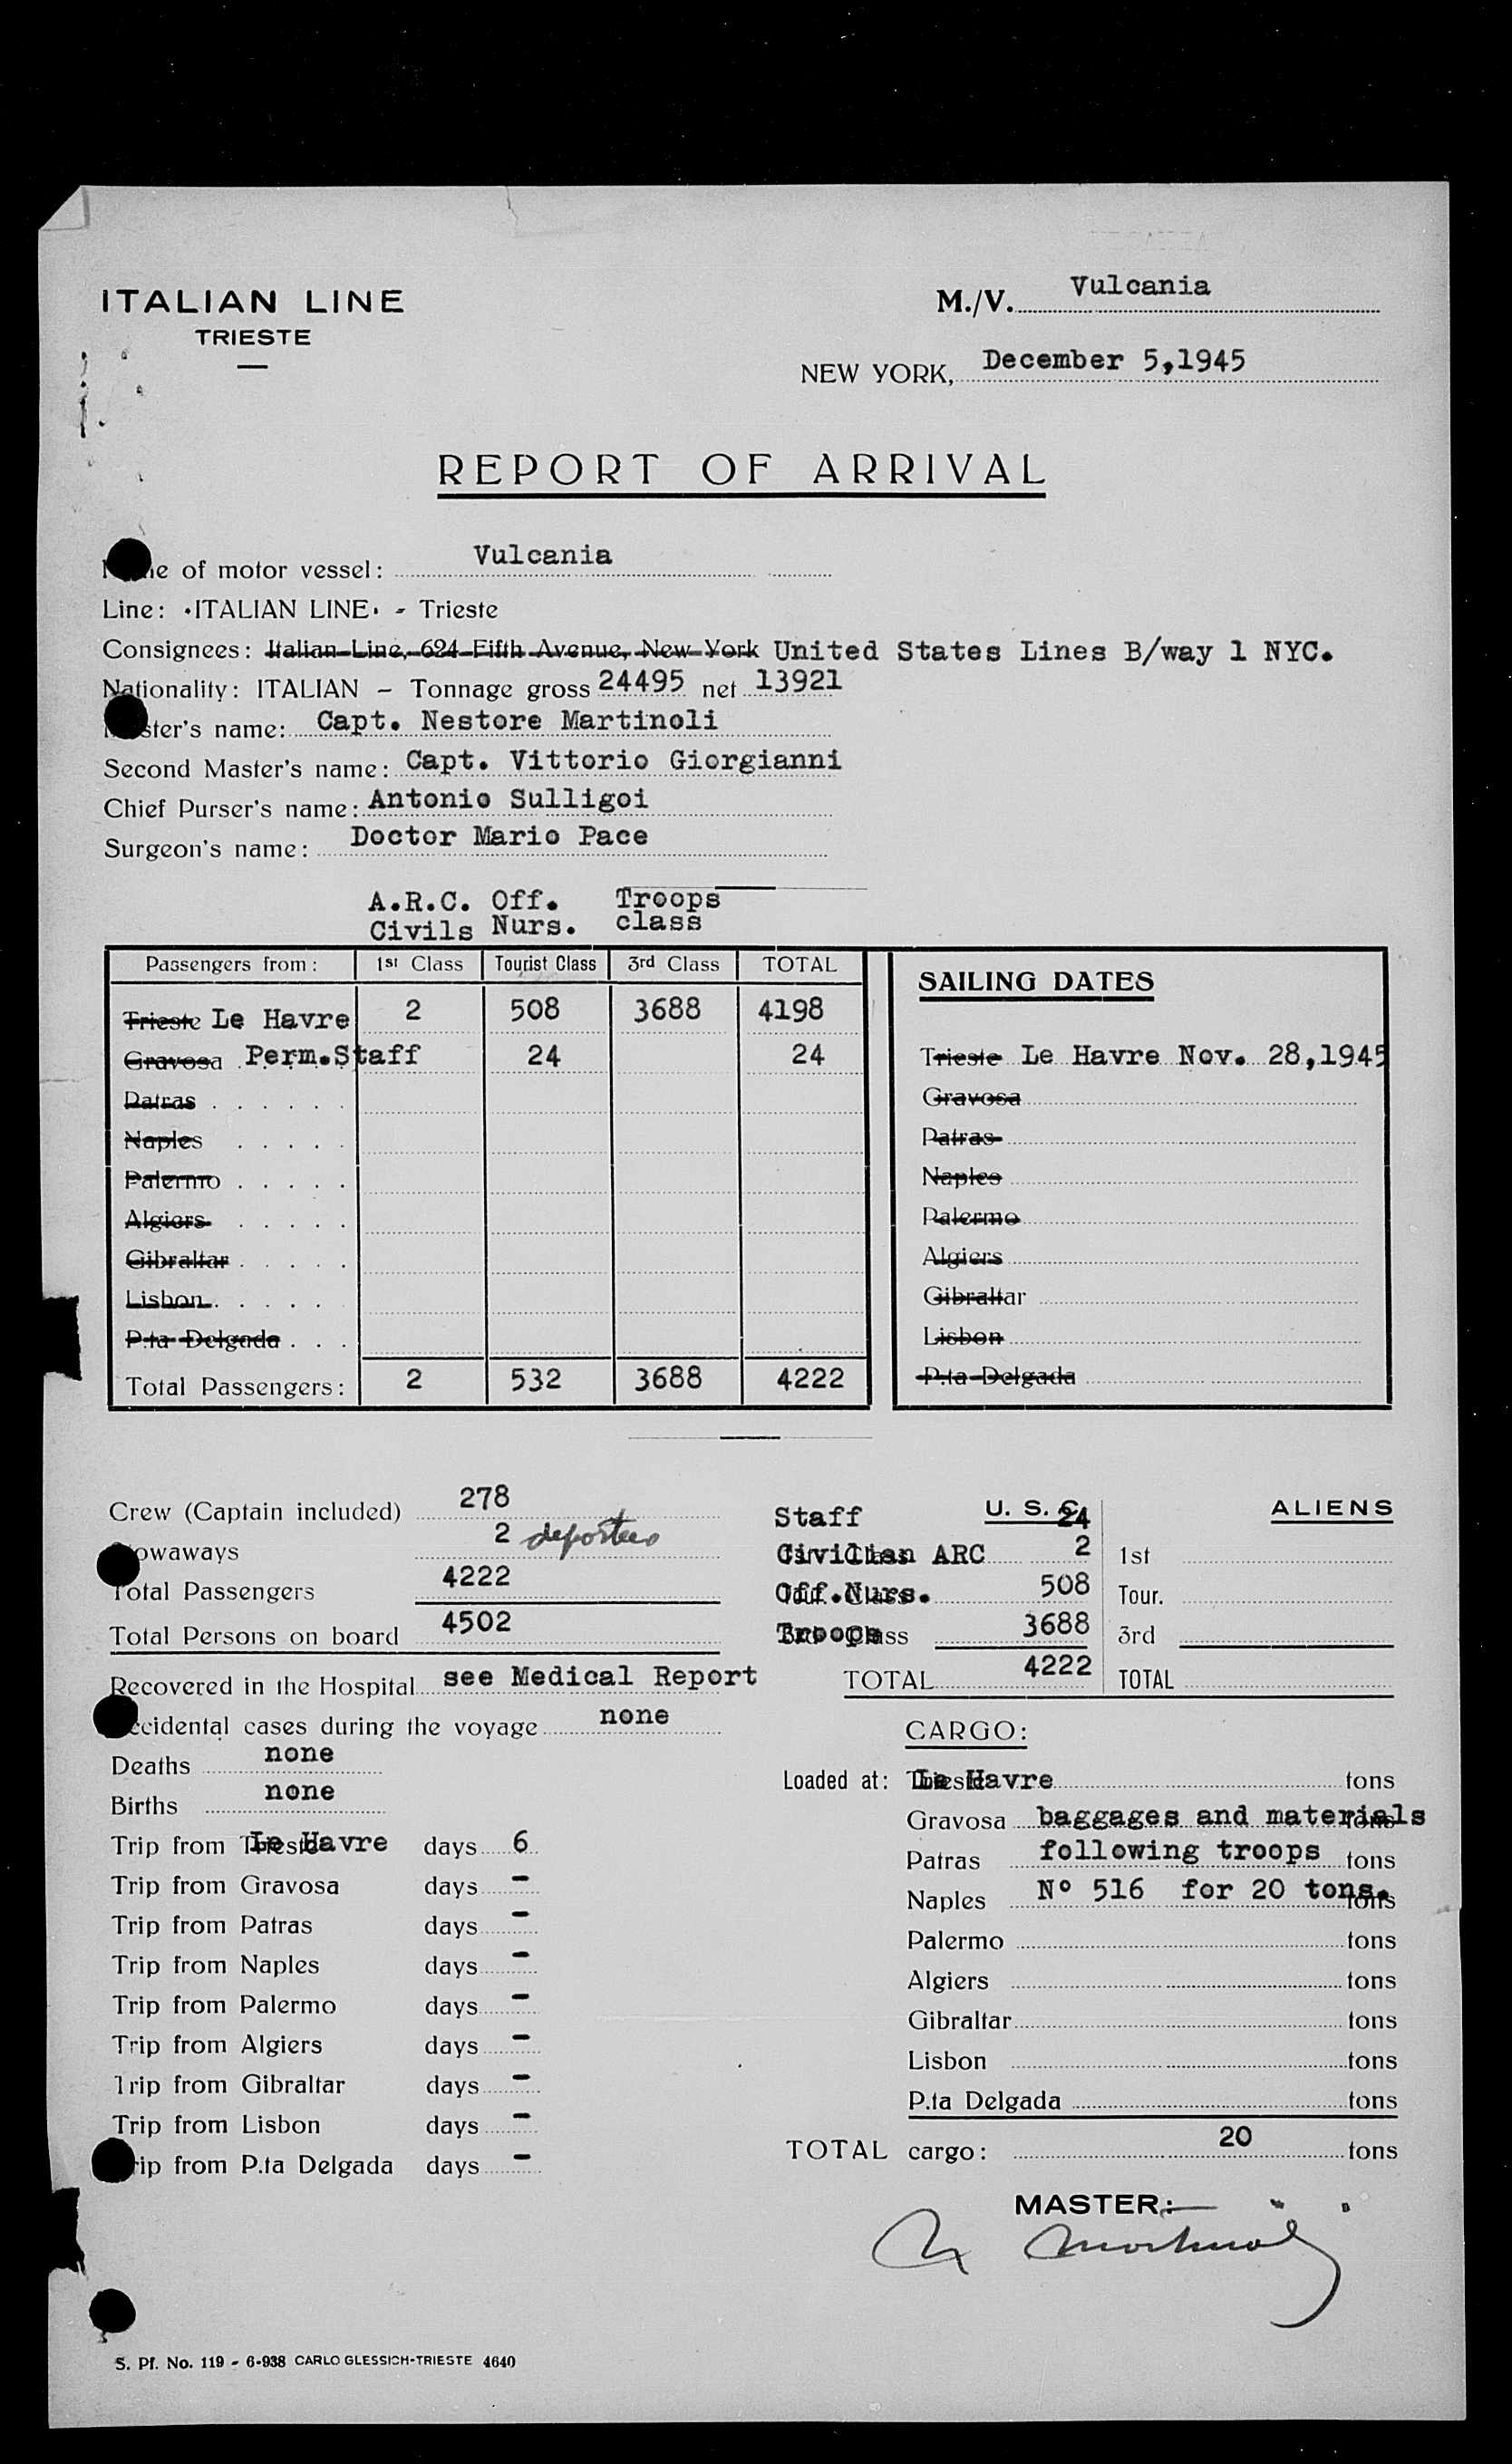 ITALIAN LINE
TRIESTE
M./V. Vulcania
NEW YORK, December 5,1945
REPORT OF ARRIVAL
of motor vessel: Vulcania
Line: •ITALIAN LINE• - Trieste
Consignees: Italian Line, 624 Fifth Avenue, New York United States Lines B/way 1 NYC.
Nationality: ITALIAN - Tonnage gross 24495 net 13921
name: Capt. Nestore Martinoli
Second Master's name: Capt. Vittorio Giorgianni
Chief Purser's name: Antonio Sulligoi
Surgeon's name: Doctor Mario Pace
A.R.C. Off. Troops
Civils Nurs. class
Passengers from: 1st Class Tourist Class 3rd Class TOTAL
Trieste Le Havre 2 508 3688 4198
Gravosa Perm.Staff 24 24
Patras
Naples
Palermo
Algiers
Gibraltar
Lisbon
P.ta Delgada
Total Passengers: 2 532 3688 4222
SAILING DATES
Trieste Le Havre Nov. 28,1945
Gravosa
Patras
Naples
Palermo
Algiers
Gibraltar
Lisbon
P.ta Delgada
Crew (Captain included) 278
2 deportees
Total Passengers 4222
Total Persons on board 4502
Recovered in the Hospital see Medical Report
cases during the voyage none
Deaths none
Births none
Trip from Le Havre days 6
Trip from Gravosa days -
Trip from Patras days -
Trip from Naples days -
Trip from Palermo days -
Trip from Algiers days -
Trip from Gibraltar days -
Trip from Lisbon days -
Trip from P.ta Delgada days -
U. S. C. ALIENS
Staff 24
Civilian ARC 2 1st
Off.Nurs. 508 Tour.
Troops Class 3688 3rd
TOTAL 4222 TOTAL
CARGO:
Loaded at: Le Havre tons
Gravosa baggages and materials
Patras following troops tons
Naples Nº 516 for 20 tons.
Palermo tons
Algiers tons
Gibraltar tons
Lisbon tons
P.ta Delgada tons
TOTAL cargo: 20 tons
MASTER:
N Martinoli
S. Pf. No. 119 - 6-938 CARLO GLESSICH-TRIESTE 4640